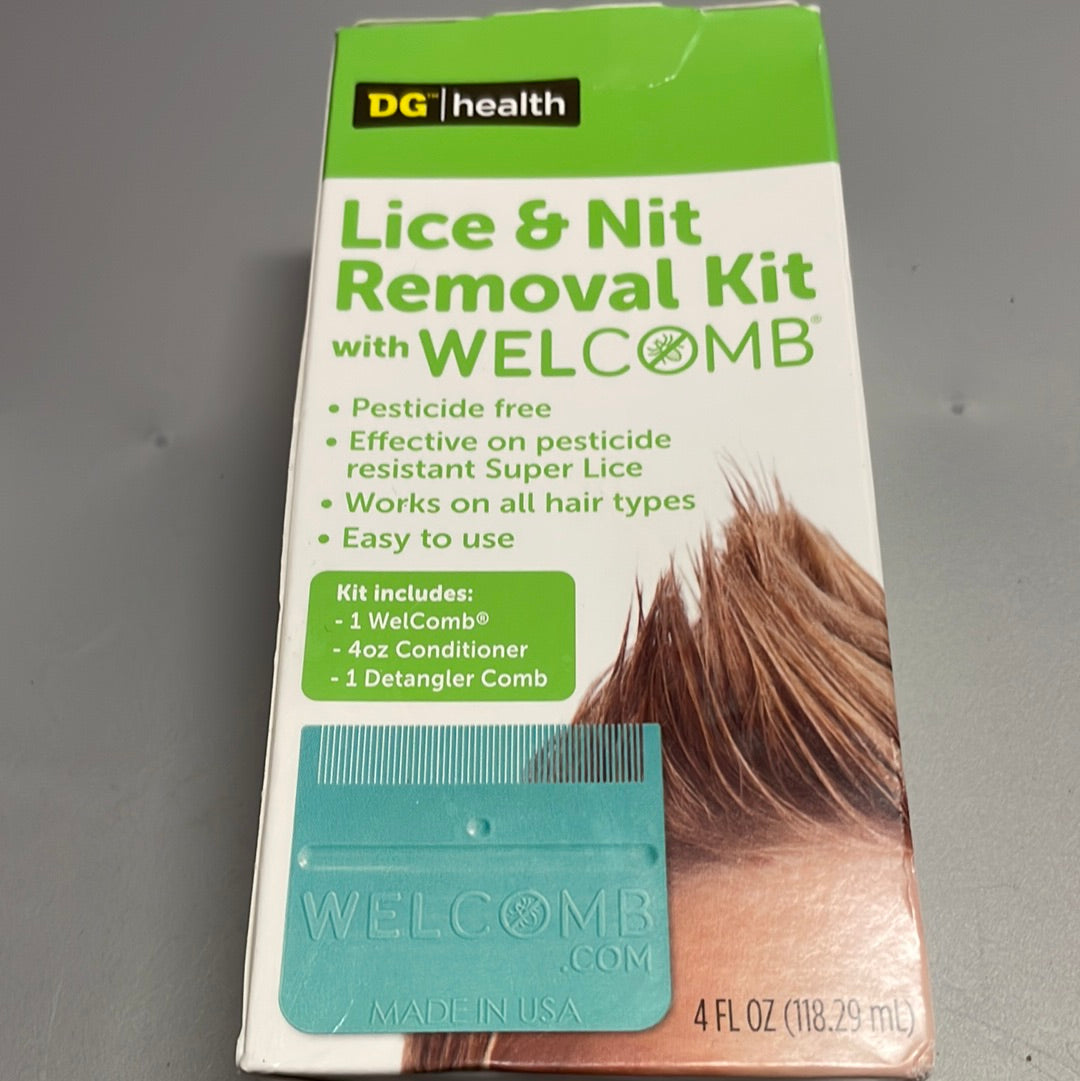 DG™ | health
Lice & Nit
Removal Kit
with WELCOMB®
• Pesticide free
• Effective on pesticide
resistant Super Lice
• Works on all hair types
• Easy to use
Kit includes:
- 1 WelComb®
- 4oz Conditioner
- 1 Detangler Comb
WELCOMB
.COM
MADE IN USA
4 FL OZ (118.29 mL)